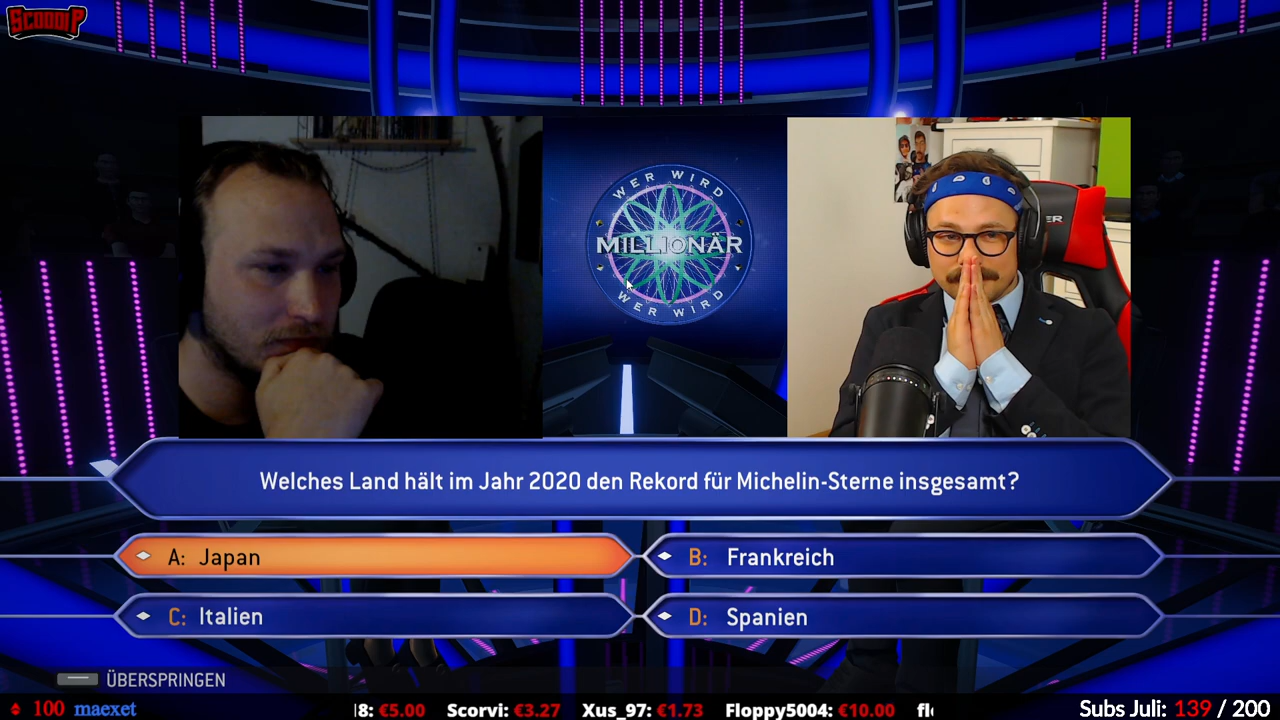 SCOODIP
WER WIRD
MILLIONÄR
WER WIRD
Welches Land hält im Jahr 2020 den Rekord für Michelin-Sterne insgesamt?
A: Japan
B: Frankreich
C: Italien
D: Spanien
ÜBERSPRINGEN
100 maexet
8: €5.00 Scorvi: €3.27 Xus_97: €1.73 Floppy5004: €10.00
Subs Juli: 139 / 200